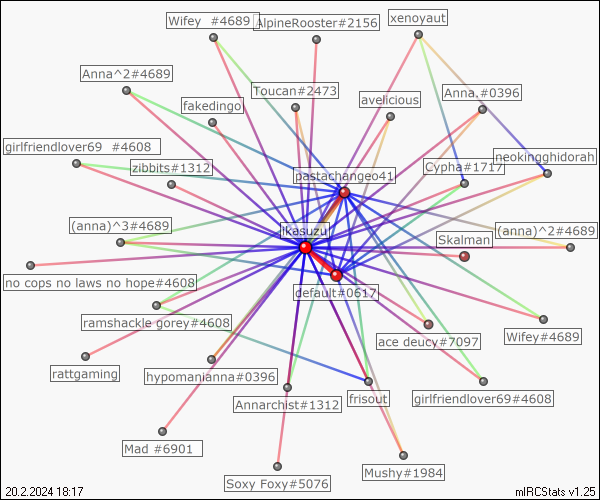 Wifey  #4689
AlpineRooster#2156
xenoyaut
Anna^2#4689
Toucan#2473
avelicious
Anna.#0396
fakedingo
girlfriendlover69  #4608
zibbits#1312
pastachangeo41
Cypha#1717
neokingghidorah
(anna)^3#4689
ikasuzu
Skalman
(anna)^2#4689
no cops no laws no hope#4608
default#0617
ramshackle gorey#4608
ace deucy#7097
Wifey#4689
rattgaming
hypomanianna#0396
Annarchist#1312
frisout
girlfriendlover69#4608
Mad #6901
Soxy Foxy#5076
Mushy#1984
20.2.2024 18:17
mIRCStats v1.25